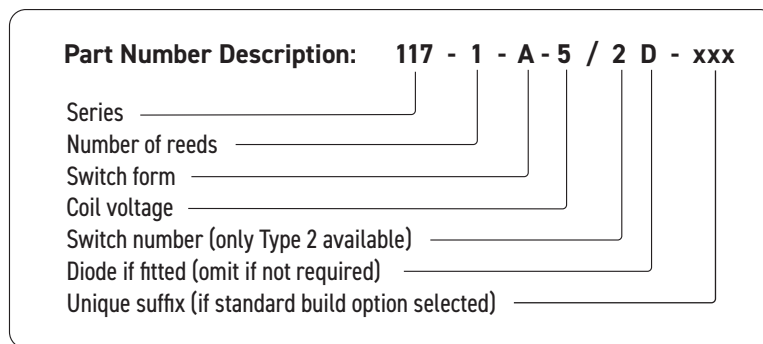 Part Number Description: 117 - 1 - A - 5 / 2 D - xxx
Series
Number of reeds
Switch form
Coil voltage
Switch number (only Type 2 available)
Diode if fitted (omit if not required)
Unique suffix (if standard build option selected)